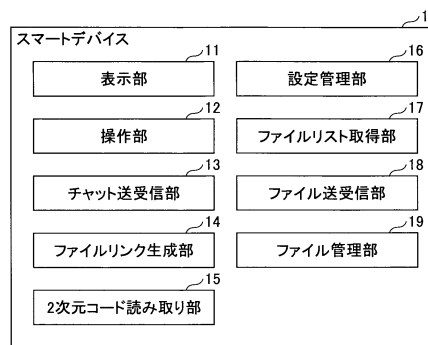 1
スマートデバイス
11
表示部
12
操作部
13
チャット送受信部
14
ファイルリンク生成部
15
2次元コード読み取り部
16
設定管理部
17
ファイルリスト取得部
18
ファイル送受信部
19
ファイル管理部